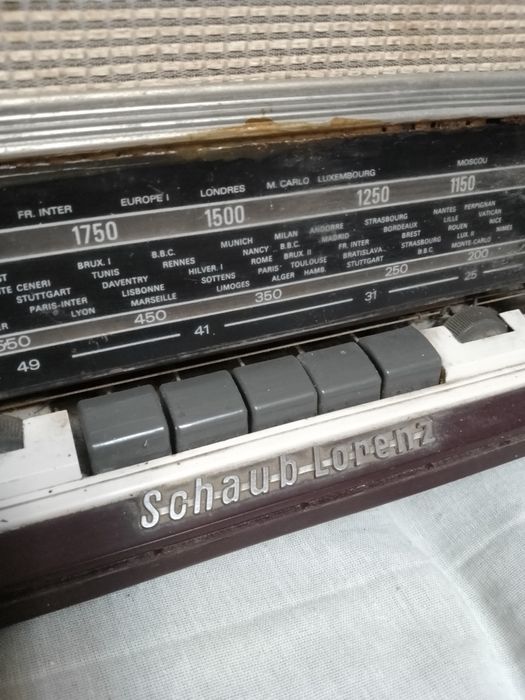 FR. INTER EUROPE I LONDRES M. CARLO LUXEMBOURG MOSCOU
1750 1500 1250 1150
BRUX. I B.B.C. MUNICH MILAN ANDORRE STRASBOURG NANTES PERPIGNAN
CENERI TUNIS RENNES NANCY B.B.C. MADRID BORDEAUX LILLE VATICAN
STUTTGART DAVENTRY HILVER. I ROME BRUX. II FR. INTER BREST ROUEN NICE
PARIS-INTER LISBONNE SOTTENS PARIS TOULOUSE BRATISLAVA STRASBOURG LUX. II NIMES
LYON MARSEILLE LIMOGES ALGER HAMB. STUTTGART B.B.C. MONTE-CARLO
550 450 350 250 200
49 41 31 25
Schaub Lorenz